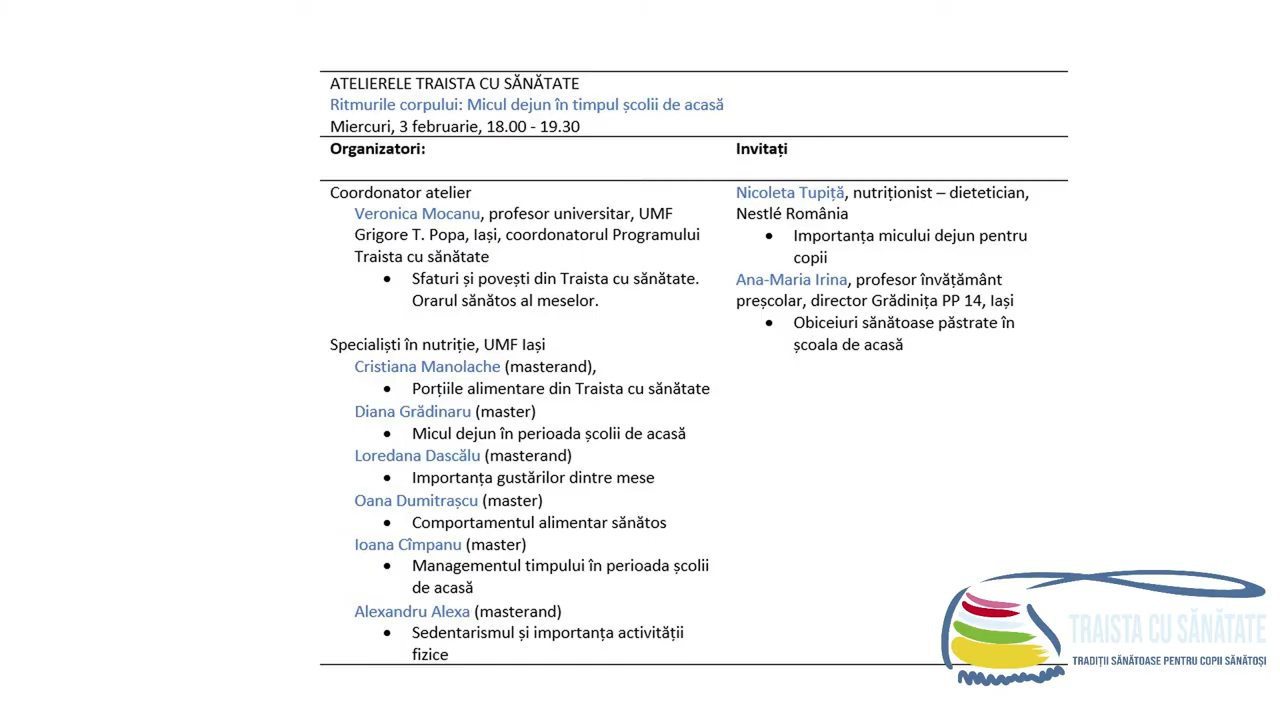 ATELIERELE TRAISTA CU SĂNĂTATE
Ritmurile corpului: Micul dejun în timpul școlii de acasă
Miercuri, 3 februarie, 18.00 - 19.30
Organizatori:
Coordonator atelier
Veronica Mocanu, profesor universitar, UMF
Grigore T. Popa, Iași, coordonatorul Programului
Traista cu sănătate
• Sfaturi și povești din Traista cu sănătate.
Orarul sănătos al meselor.
Specialiști în nutriție, UMF Iași
Cristiana Manolache (masterand),
• Porțiile alimentare din Traista cu sănătate
Diana Grădinaru (master)
• Micul dejun în perioada școlii de acasă
Loredana Dascălu (masterand)
• Importanța gustărilor dintre mese
Oana Dumitrașcu (master)
• Comportamentul alimentar sănătos
Ioana Cîmpanu (master)
• Managementul timpului în perioada școlii
de acasă
Alexandru Alexa (masterand)
• Sedentarismul și importanța activității
fizice
Invitați
Nicoleta Tupiță, nutriționist – dietetician,
Nestlé România
• Importanța micului dejun pentru
copii
Ana-Maria Irina, profesor învățământ
preșcolar, director Grădinița PP 14, Iași
• Obiceiuri sănătoase păstrate în
școala de acasă
TRAISTA CU SĂNĂTATE
TRADIȚII SĂNĂTOASE PENTRU COPII SĂNĂTOȘI